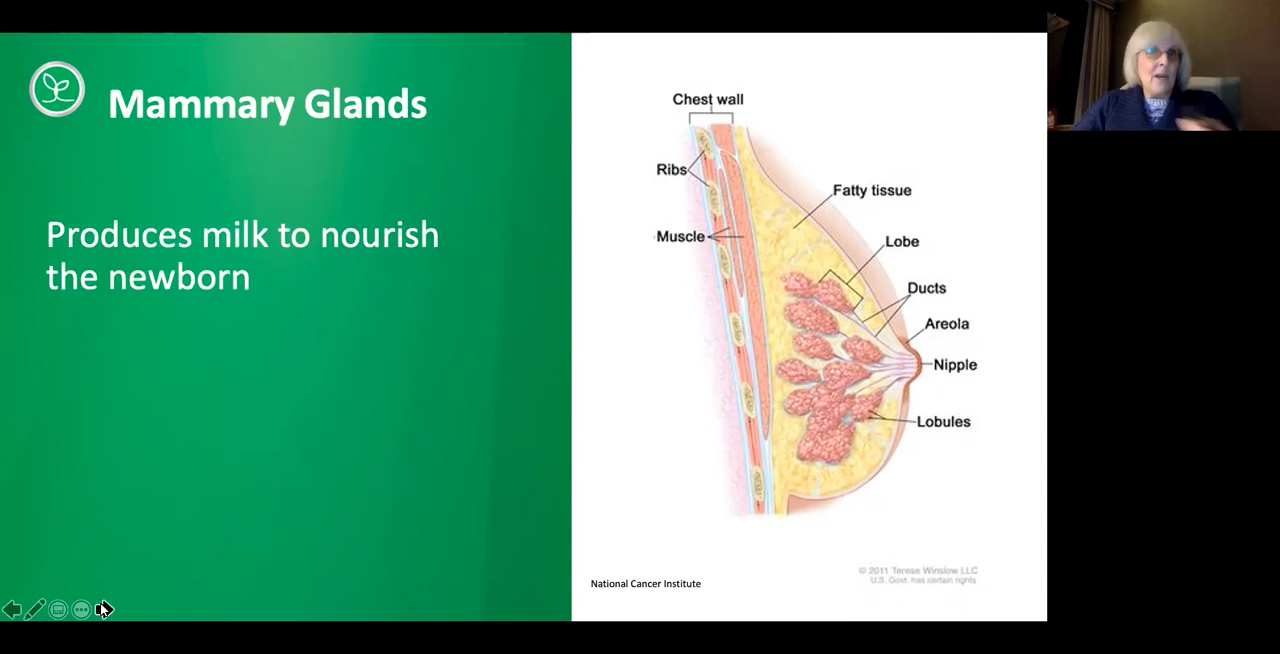 Mammary Glands
Produces milk to nourish
the newborn
Chest wall
Ribs
Fatty tissue
Muscle
Lobe
Ducts
Areola
Nipple
Lobules
© 2011 Terese Winslow LLC
U.S. Govt. has certain rights
National Cancer Institute